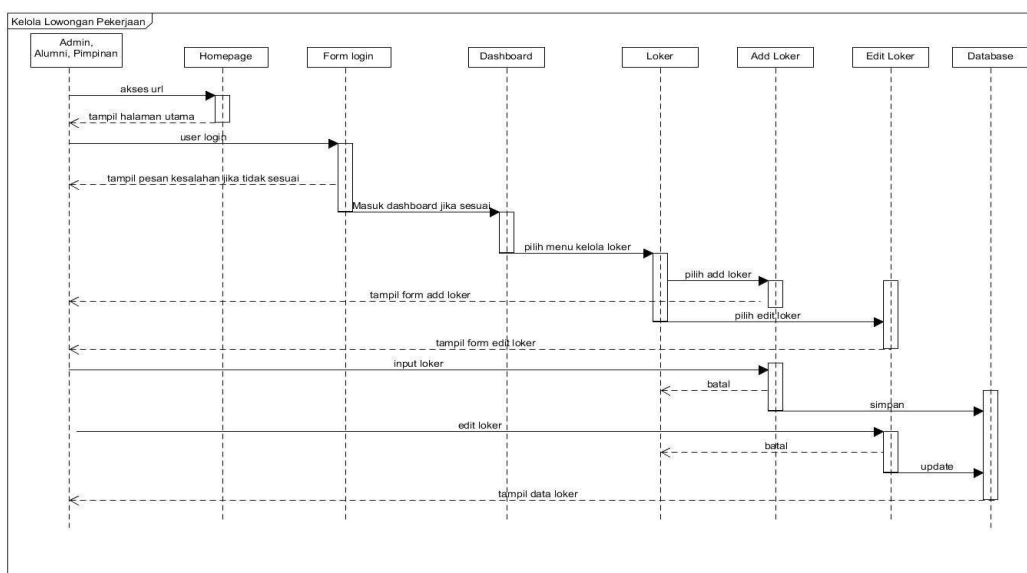 Kelola Lowongan Pekerjaan
Admin,
Alumni, Pimpinan
Homepage
Form login
Dashboard
Loker
Add Loker
Edit Loker
Database
akses url
tampil halaman utama
user login
tampil pesan kesalahan jika tidak sesuai
Masuk dashboard jika sesuai
pilih menu kelola loker
pilih add loker
tampil form add loker
pilih edit loker
tampil form edit loker
input loker
batal
simpan
edit loker
batal
update
tampil data loker